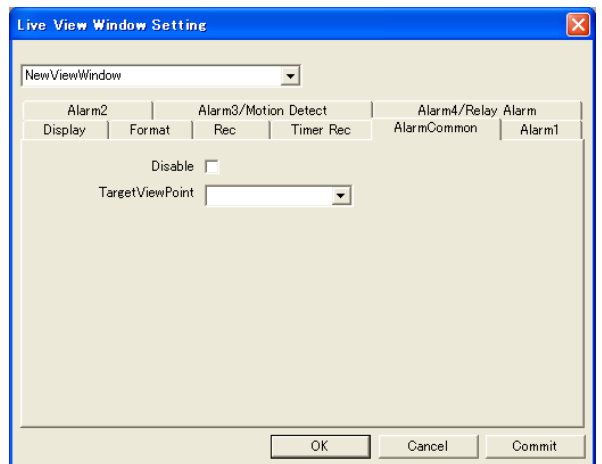 Live View Window Setting
NewViewWindow
Alarm2 Alarm3/Motion Detect Alarm4/Relay Alarm
Display Format Rec Timer Rec AlarmCommon Alarm1
Disable
TargetViewPoint
OK Cancel Commit